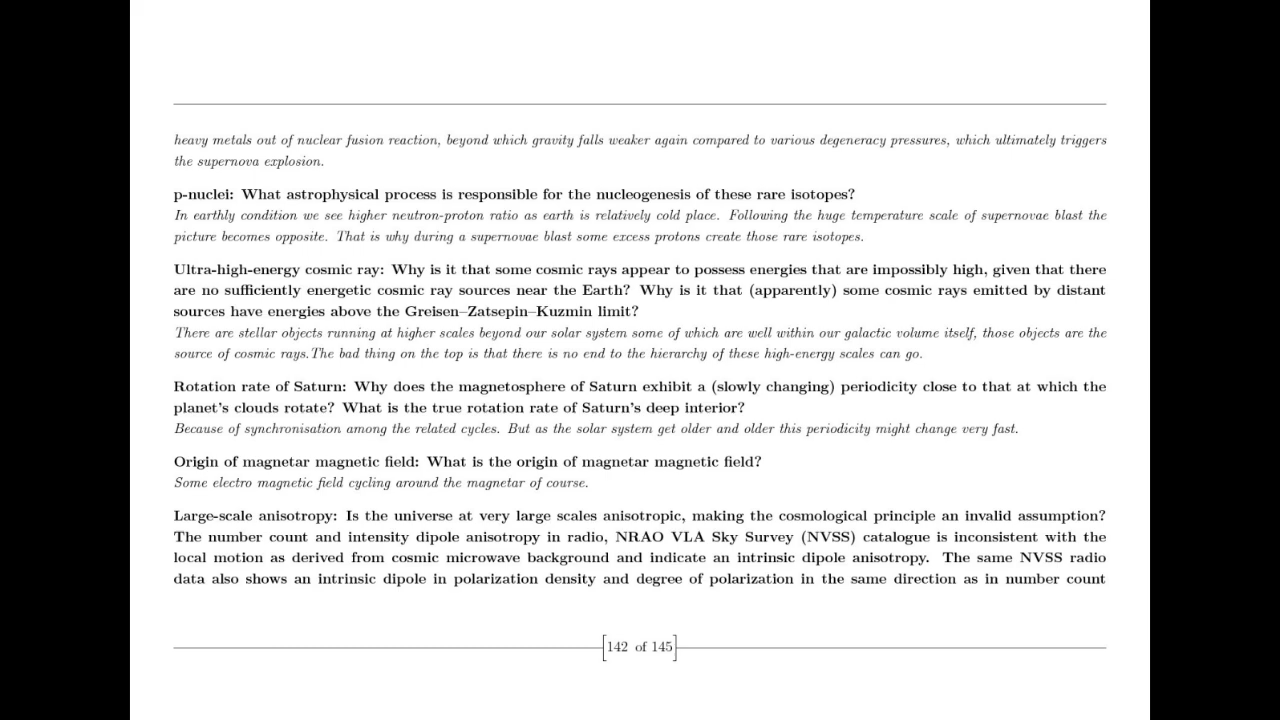 heavy metals out of nuclear fusion reaction, beyond which gravity falls weaker again compared to various degeneracy pressures, which ultimately triggers
the supernova explosion.
p-nuclei: What astrophysical process is responsible for the nucleogenesis of these rare isotopes?
In earthly condition we see higher neutron-proton ratio as earth is relatively cold place. Following the huge temperature scale of supernovae blast the
picture becomes opposite. That is why during a supernovae blast some excess protons create those rare isotopes.
Ultra-high-energy cosmic ray: Why is it that some cosmic rays appear to possess energies that are impossibly high, given that there
are no sufficiently energetic cosmic ray sources near the Earth? Why is it that (apparently) some cosmic rays emitted by distant
sources have energies above the Greisen–Zatsepin–Kuzmin limit?
There are stellar objects running at higher scales beyond our solar system some of which are well within our galactic volume itself, those objects are the
source of cosmic rays.The bad thing on the top is that there is no end to the hierarchy of these high-energy scales can go.
Rotation rate of Saturn: Why does the magnetosphere of Saturn exhibit a (slowly changing) periodicity close to that at which the
planet's clouds rotate? What is the true rotation rate of Saturn's deep interior?
Because of synchronisation among the related cycles. But as the solar system get older and older this periodicity might change very fast.
Origin of magnetar magnetic field: What is the origin of magnetar magnetic field?
Some electro magnetic field cycling around the magnetar of course.
Large-scale anisotropy: Is the universe at very large scales anisotropic, making the cosmological principle an invalid assumption?
The number count and intensity dipole anisotropy in radio, NRAO VLA Sky Survey (NVSS) catalogue is inconsistent with the
local motion as derived from cosmic microwave background and indicate an intrinsic dipole anisotropy. The same NVSS radio
data also shows an intrinsic dipole in polarization density and degree of polarization in the same direction as in number count
142 of 145